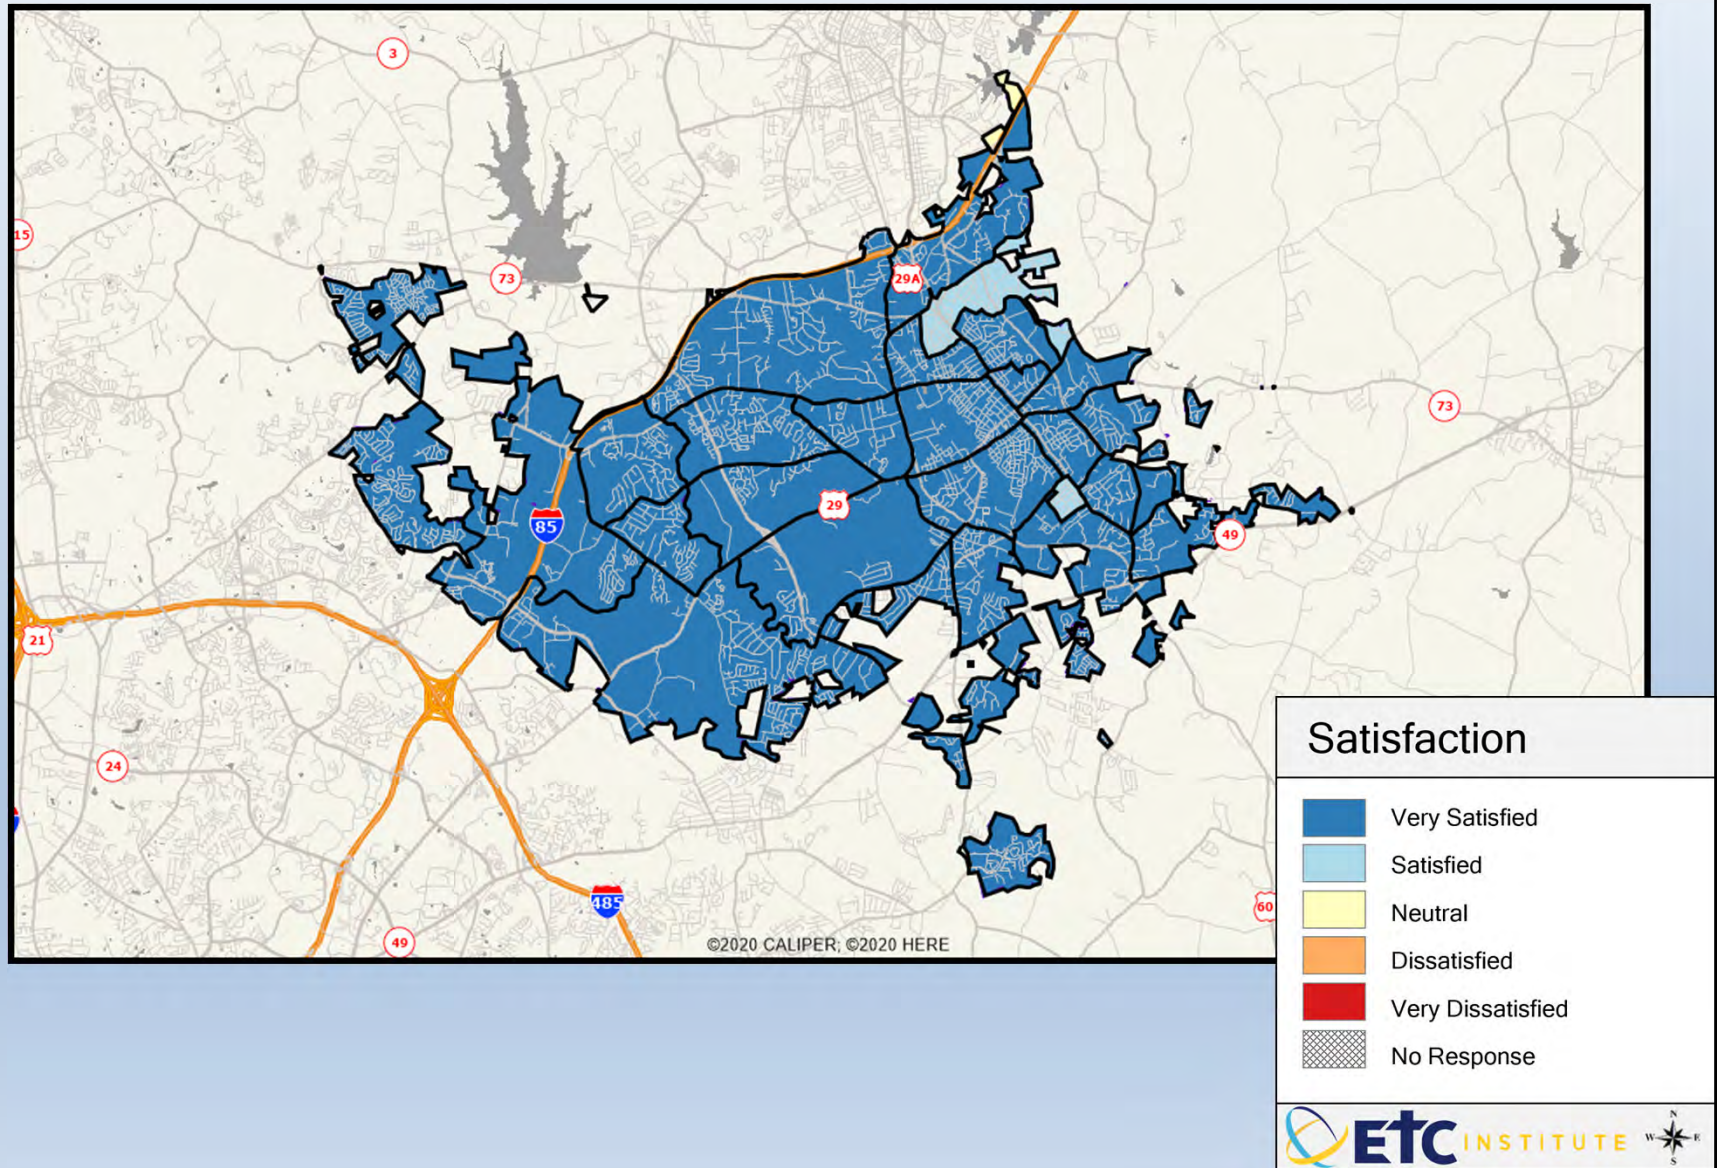 3
15
73
29A
73
29
85
49
21
24
485
49
60
©2020 CALIPER; ©2020 HERE
Satisfaction
Very Satisfied
Satisfied
Neutral
Dissatisfied
Very Dissatisfied
No Response
ETC INSTITUTE
N
W E
S